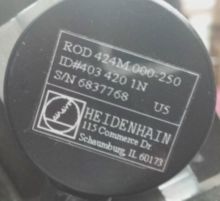 ROD 424M.000-250
ID#403 420 1N
S/N 6837768
US
HEIDENHAIN
115 Commerce Dr.
Schaumburg, IL 60173